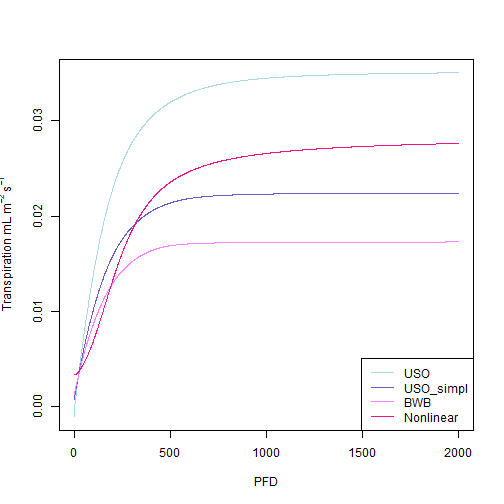 Transpiration mL m⁻² s⁻¹
0.03
0.02
0.01
0.00
0
500
1000
1500
2000
PFD
USO
USO_simpl
BWB
Nonlinear